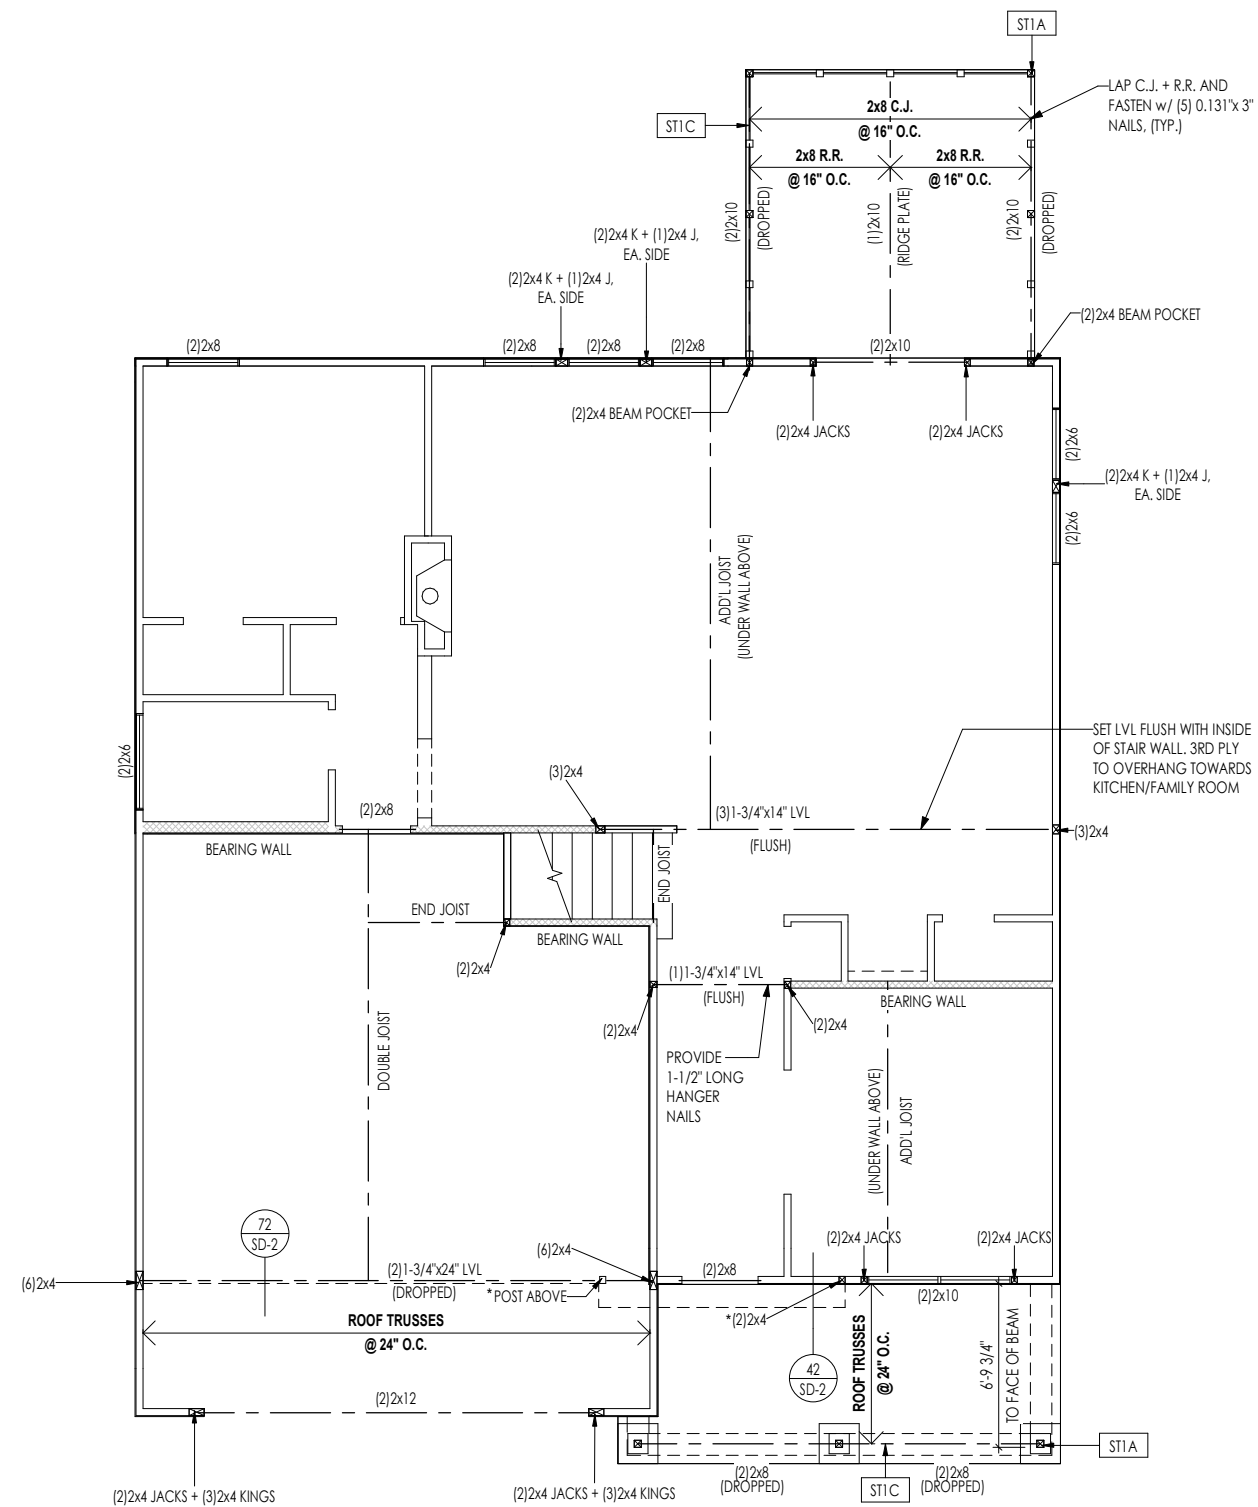 ST1A
LAP C.J. + R.R. AND
FASTEN w/ (5) 0.131"x 3"
NAILS, (TYP.)
ST1C
2x8 C.J.
@ 16" O.C.
2x8 R.R.
@ 16" O.C.
2x8 R.R.
@ 16" O.C.
(2)2x10
(DROPPED)
(1)2x10
(RIDGE PLATE)
(2)2x10
(DROPPED)
(2)2x4 K + (1)2x4 J,
EA. SIDE
(2)2x4 K + (1)2x4 J,
EA. SIDE
(2)2x4 BEAM POCKET
(2)2x8
(2)2x8
(2)2x8
(2)2x8
(2)2x10
(2)2x4 BEAM POCKET
(2)2x4 JACKS
(2)2x4 JACKS
(2)2x6
(2)2x4 K + (1)2x4 J,
EA. SIDE
(2)2x6
ADD'L JOIST
(UNDER WALL ABOVE)
SET LVL FLUSH WITH INSIDE
OF STAIR WALL. 3RD PLY
TO OVERHANG TOWARDS
KITCHEN/FAMILY ROOM
(2)2x6
(3)2x4
(2)2x8
(3)1-3/4"x14" LVL
(FLUSH)
(3)2x4
BEARING WALL
END JOIST
END JOIST
BEARING WALL
(2)2x4
(1)1-3/4"x14" LVL
(FLUSH)
BEARING WALL
(2)2x4
(2)2x4
DOUBLE JOIST
PROVIDE
1-1/2" LONG
HANGER
NAILS
(UNDER WALL ABOVE)
ADD'L JOIST
72
SD-2
(6)2x4
(2)1-3/4"x24" LVL
(DROPPED)
(6)2x4
*POST ABOVE
(2)2x8
(2)2x4 JACKS
(2)2x4 JACKS
(2)2x10
*(2)2x4
ROOF TRUSSES
@ 24" O.C.
42
SD-2
ROOF TRUSSES
@ 24" O.C.
6'-9 3/4"
TO FACE OF BEAM
(2)2x12
ST1A
(2)2x8
(DROPPED)
ST1C
(2)2x8
(DROPPED)
(2)2x4 JACKS + (3)2x4 KINGS
(2)2x4 JACKS + (3)2x4 KINGS